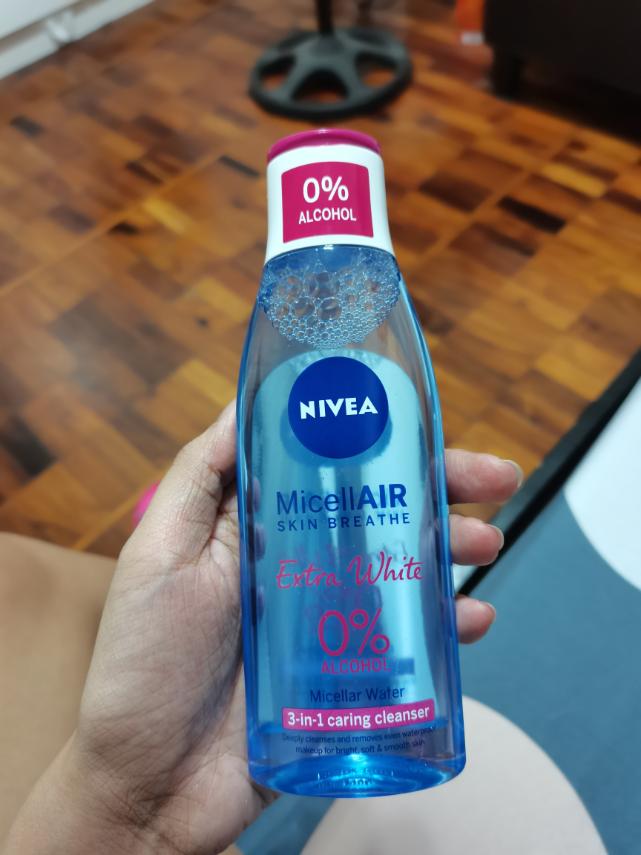 0%
ALCOHOL
NIVEA
MicellAIR
SKIN BREATHE
Extra White
0%
ALCOHOL
Micellar Water
3-in-1 caring cleanser
Deeply cleanses and removes even waterproof
makeup for bright, soft & smooth skin